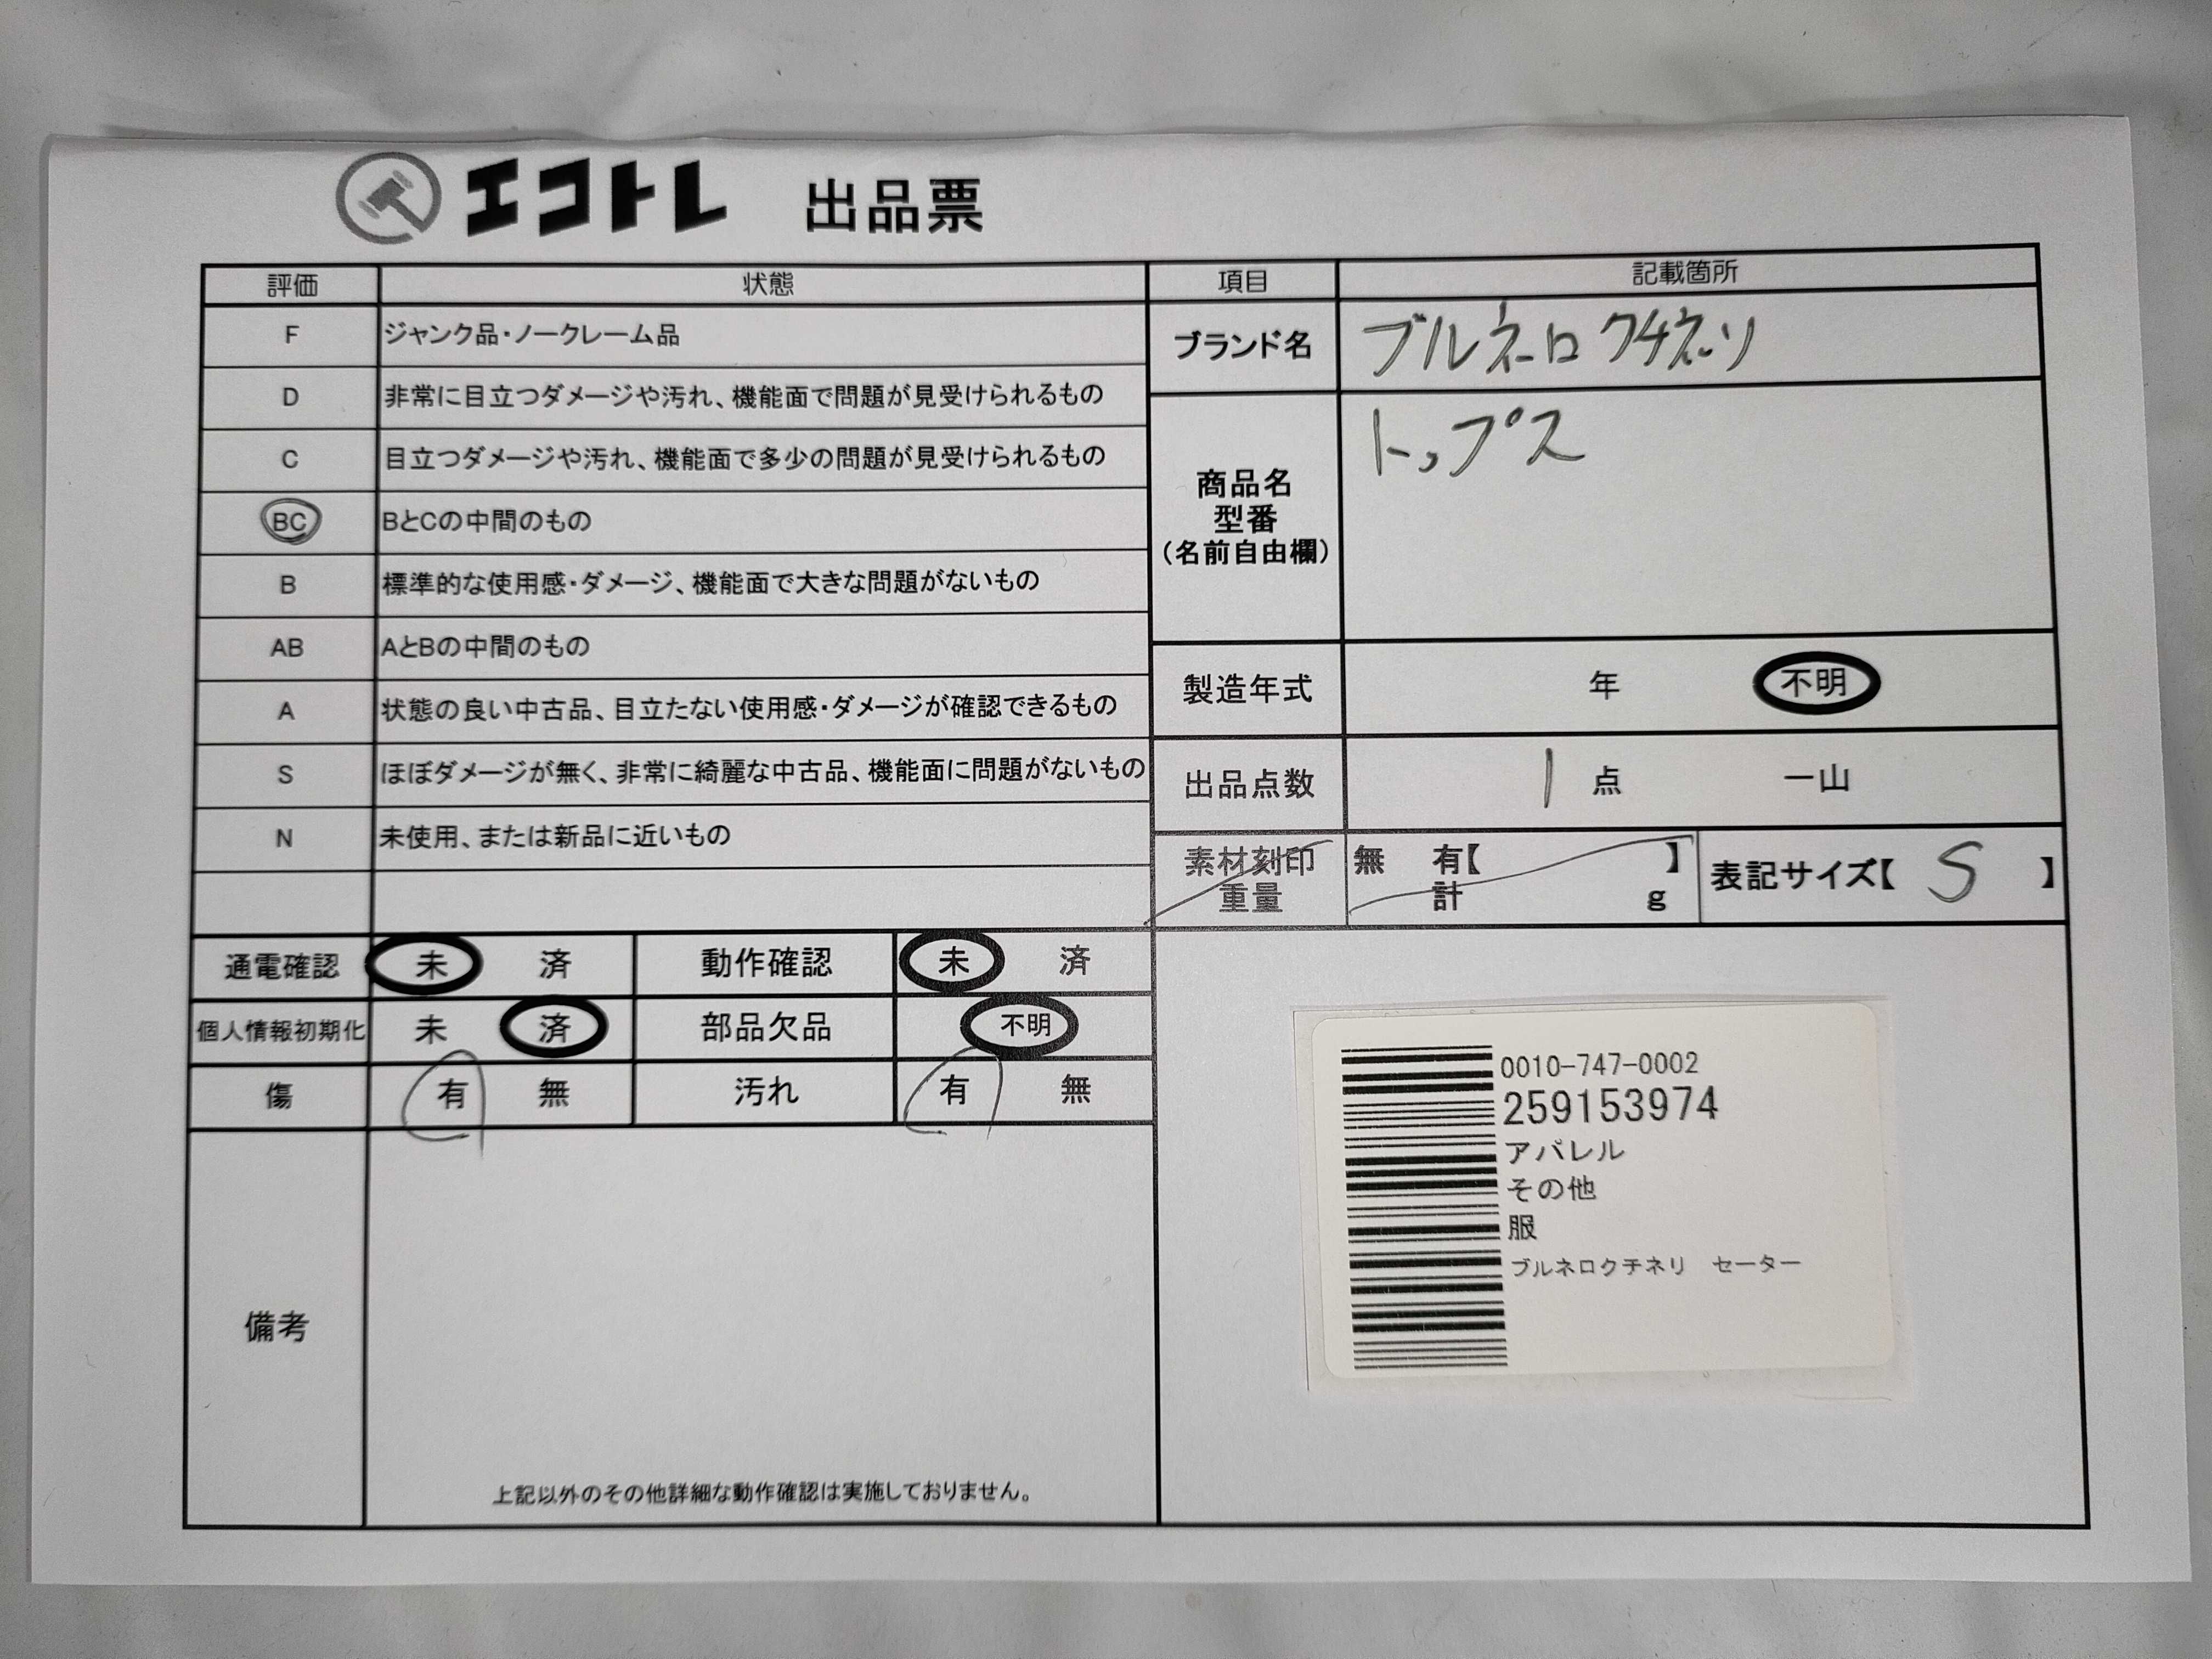 エコトレ 出品票
評価 状態
F ジャンク品・ノークレーム品
D 非常に目立つダメージや汚れ、機能面で問題が見受けられるもの
C 目立つダメージや汚れ、機能面で多少の問題が見受けられるもの
BC BとCの中間のもの
B 標準的な使用感・ダメージ、機能面で大きな問題がないもの
AB AとBの中間のもの
A 状態の良い中古品、目立たない使用感・ダメージが確認できるもの
S ほぼダメージが無く、非常に綺麗な中古品、機能面に問題がないもの
N 未使用、または新品に近いもの
通電確認 未 済 動作確認 未 済
個人情報初期化 未 済 部品欠品 不明
傷 有 無 汚れ 有 無
備考
上記以外のその他詳細な動作確認は実施しておりません。
項目 記載箇所
ブランド名 ブルネロクチネリ
商品名
型番
(名前自由欄)
トップス
製造年式 年 不明
出品点数 1 点 一山
素材刻印 無 有【 】
重量 計 g
表記サイズ【 S 】
0010-747-0002
259153974
アパレル
その他
服
ブルネロクチネリ セーター